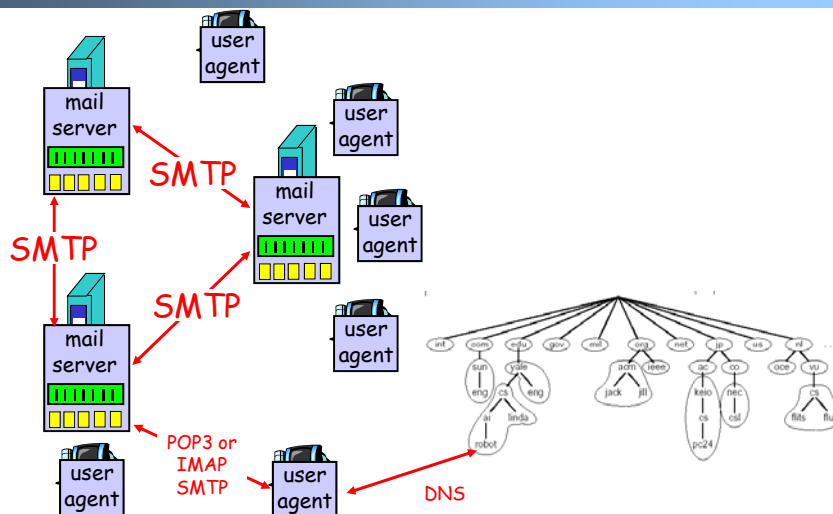 user
agent
mail
server
user
agent
SMTP
mail
server
user
agent
SMTP
SMTP
mail
server
user
agent
int com edu gov mil org net jp us nl ...
sun yale acm ieee ac co oce vu
eng cs eng jack jill keio nec cs
ai linda cs csl flits flu
robot pc24
POP3 or
IMAP
SMTP
user
agent
user
agent
DNS